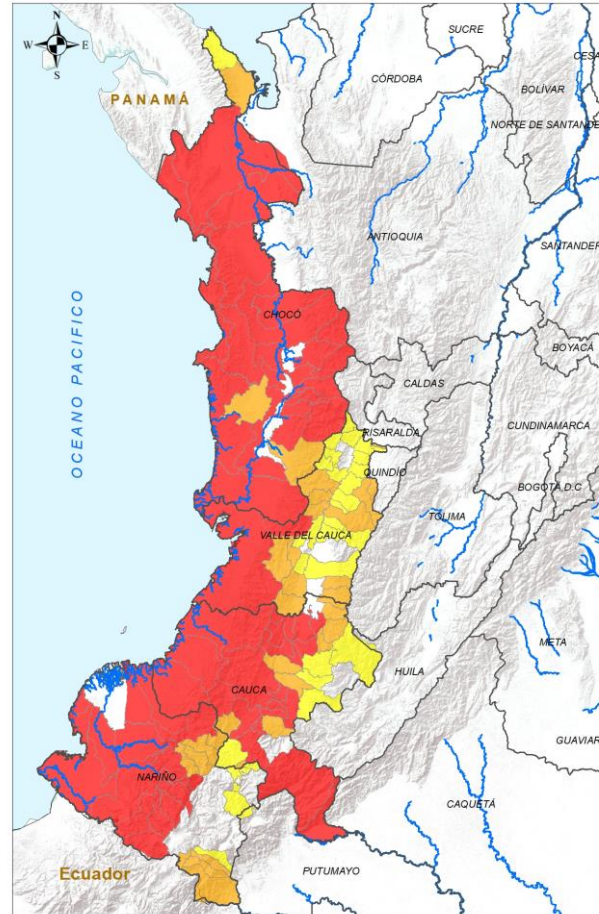 N
W E
S
PANAMÁ
SUCRE
CÓRDOBA
BOLÍVAR
CESA
NORTE DE SANTANDE
ANTIOQUIA
SANTANDER
OCEANO PACIFICO
CHOCÓ
BOYACÁ
CALDAS
CUNDINAMARCA
RISARALDA
QUINDIO
BOGOTÁ D.C
TOLIMA
VALLE DEL CAUCA
META
HUILA
CAUCA
GUAVIAR
NARIÑO
CAQUETÁ
Ecuador
PUTUMAYO